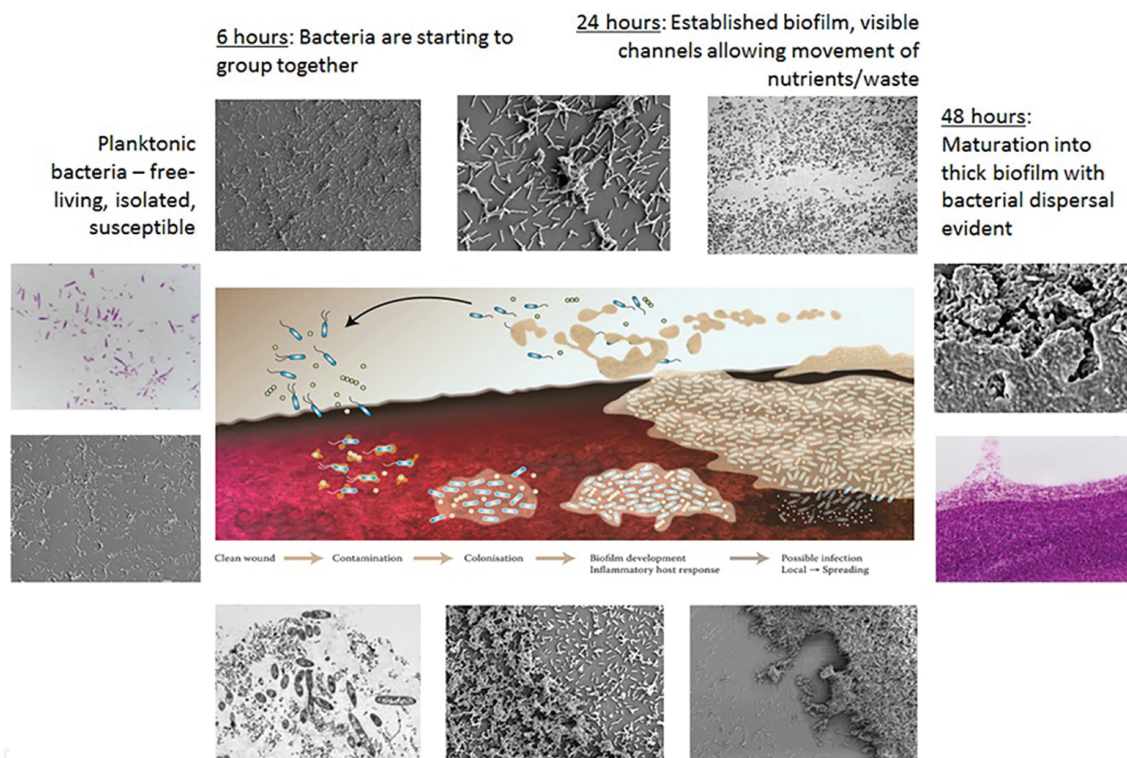 6 hours: Bacteria are starting to
group together
24 hours: Established biofilm, visible
channels allowing movement of
nutrients/waste
Planktonic
bacteria – free-
living, isolated,
susceptible
48 hours:
Maturation into
thick biofilm with
bacterial dispersal
evident
Clean wound
Contamination
Colonisation
Biofilm development
Inflammatory host response
Possible infection
Local → Spreading